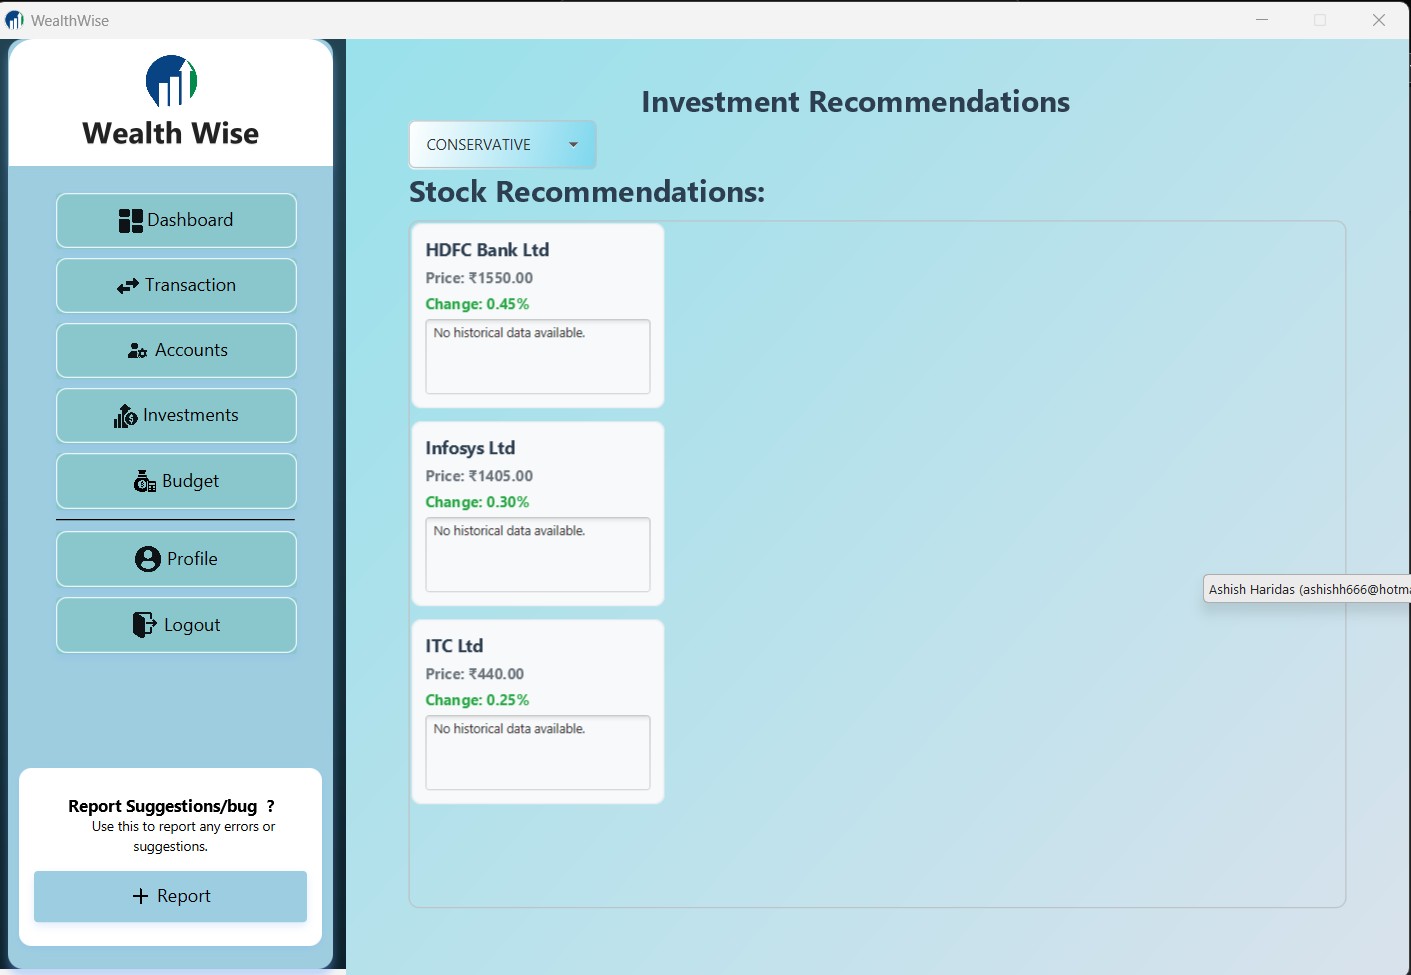 WealthWise
Wealth Wise
Dashboard
Transaction
Accounts
Investments
Budget
Profile
Logout
Report Suggestions/bug ?
Use this to report any errors or
suggestions.
+ Report
Investment Recommendations
CONSERVATIVE
Stock Recommendations:
HDFC Bank Ltd
Price: ₹1550.00
Change: 0.45%
No historical data available.
Infosys Ltd
Price: ₹1405.00
Change: 0.30%
No historical data available.
ITC Ltd
Price: ₹440.00
Change: 0.25%
No historical data available.
Ashish Haridas (ashishh666@hotma